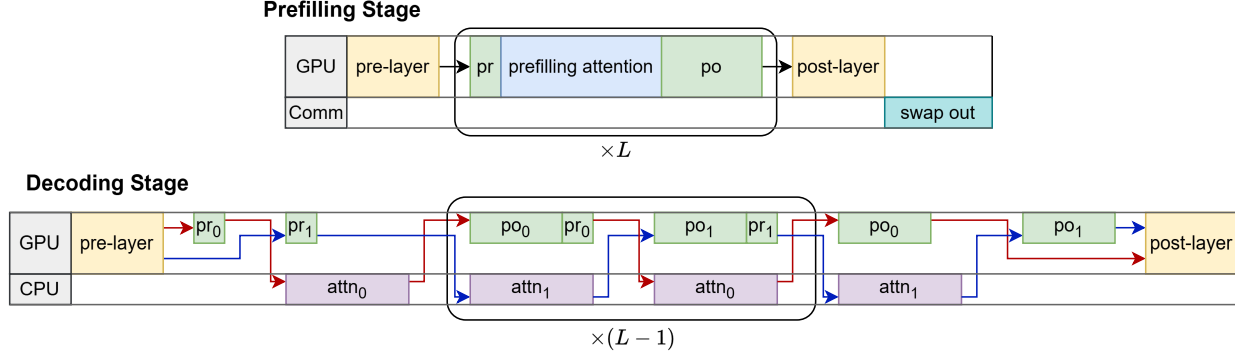 Prefilling Stage
GPU pre-layer pr prefilling attention po post-layer
Comm swap out
×L
Decoding Stage
GPU pre-layer pr₀ pr₁ po₀ pr₀ po₁ pr₁ po₀ po₁ post-layer
CPU attn₀ attn₁ attn₀ attn₁
×(L − 1)